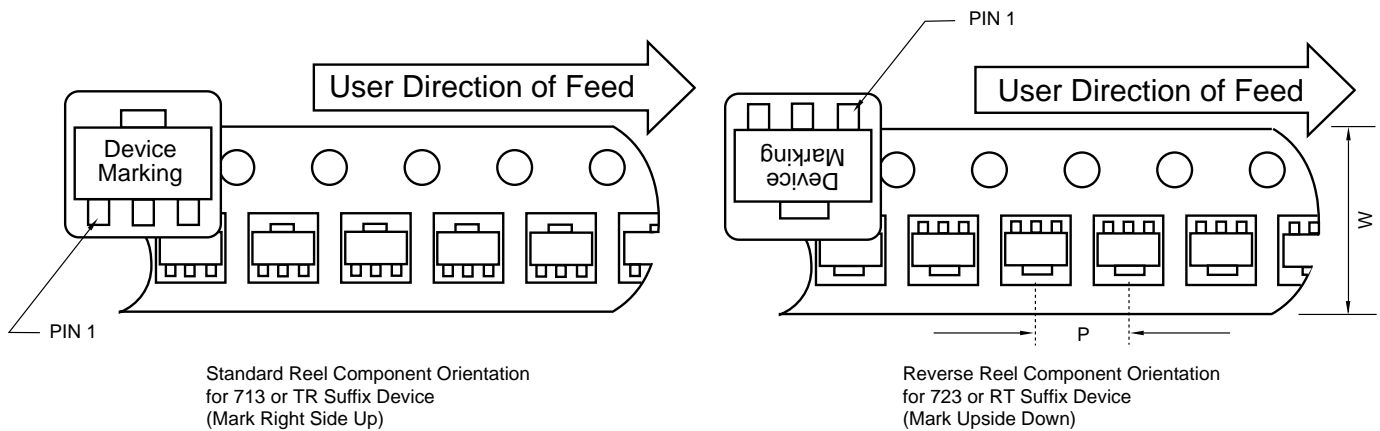 PIN 1
User Direction of Feed
Device
Marking
PIN 1
Standard Reel Component Orientation
for 713 or TR Suffix Device
(Mark Right Side Up)
User Direction of Feed
Device
Marking
W
P
Reverse Reel Component Orientation
for 723 or RT Suffix Device
(Mark Upside Down)